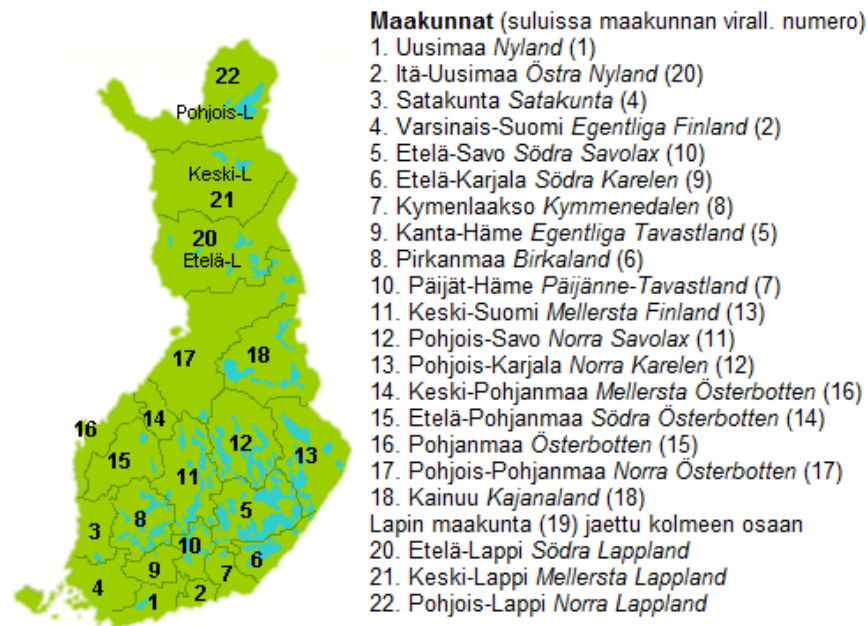 Maakunnat (suluissa maakunnan virall. numero)
1. Uusimaa Nyland (1)
2. Itä-Uusimaa Östra Nyland (20)
3. Satakunta Satakunta (4)
4. Varsinais-Suomi Egentliga Finland (2)
5. Etelä-Savo Södra Savolax (10)
6. Etelä-Karjala Södra Karelen (9)
7. Kymenlaakso Kymmenedalen (8)
9. Kanta-Häme Egentliga Tavastland (5)
8. Pirkanmaa Birkaland (6)
10. Päijät-Häme Päijänne-Tavastland (7)
11. Keski-Suomi Mellersta Finland (13)
12. Pohjois-Savo Norra Savolax (11)
13. Pohjois-Karjala Norra Karelen (12)
14. Keski-Pohjanmaa Mellersta Österbotten (16)
15. Etelä-Pohjanmaa Södra Österbotten (14)
16. Pohjanmaa Österbotten (15)
17. Pohjois-Pohjanmaa Norra Österbotten (17)
18. Kainuu Kajanaland (18)
Lapin maakunta (19) jaettu kolmeen osaan
20. Etelä-Lappi Södra Lappland
21. Keski-Lappi Mellersta Lappland
22. Pohjois-Lappi Norra Lappland
22
Pohjois-L
Keski-L
21
20
Etelä-L
17
18
14
16
15
12
13
11
8
5
3
10
6
9
7
4
2
1